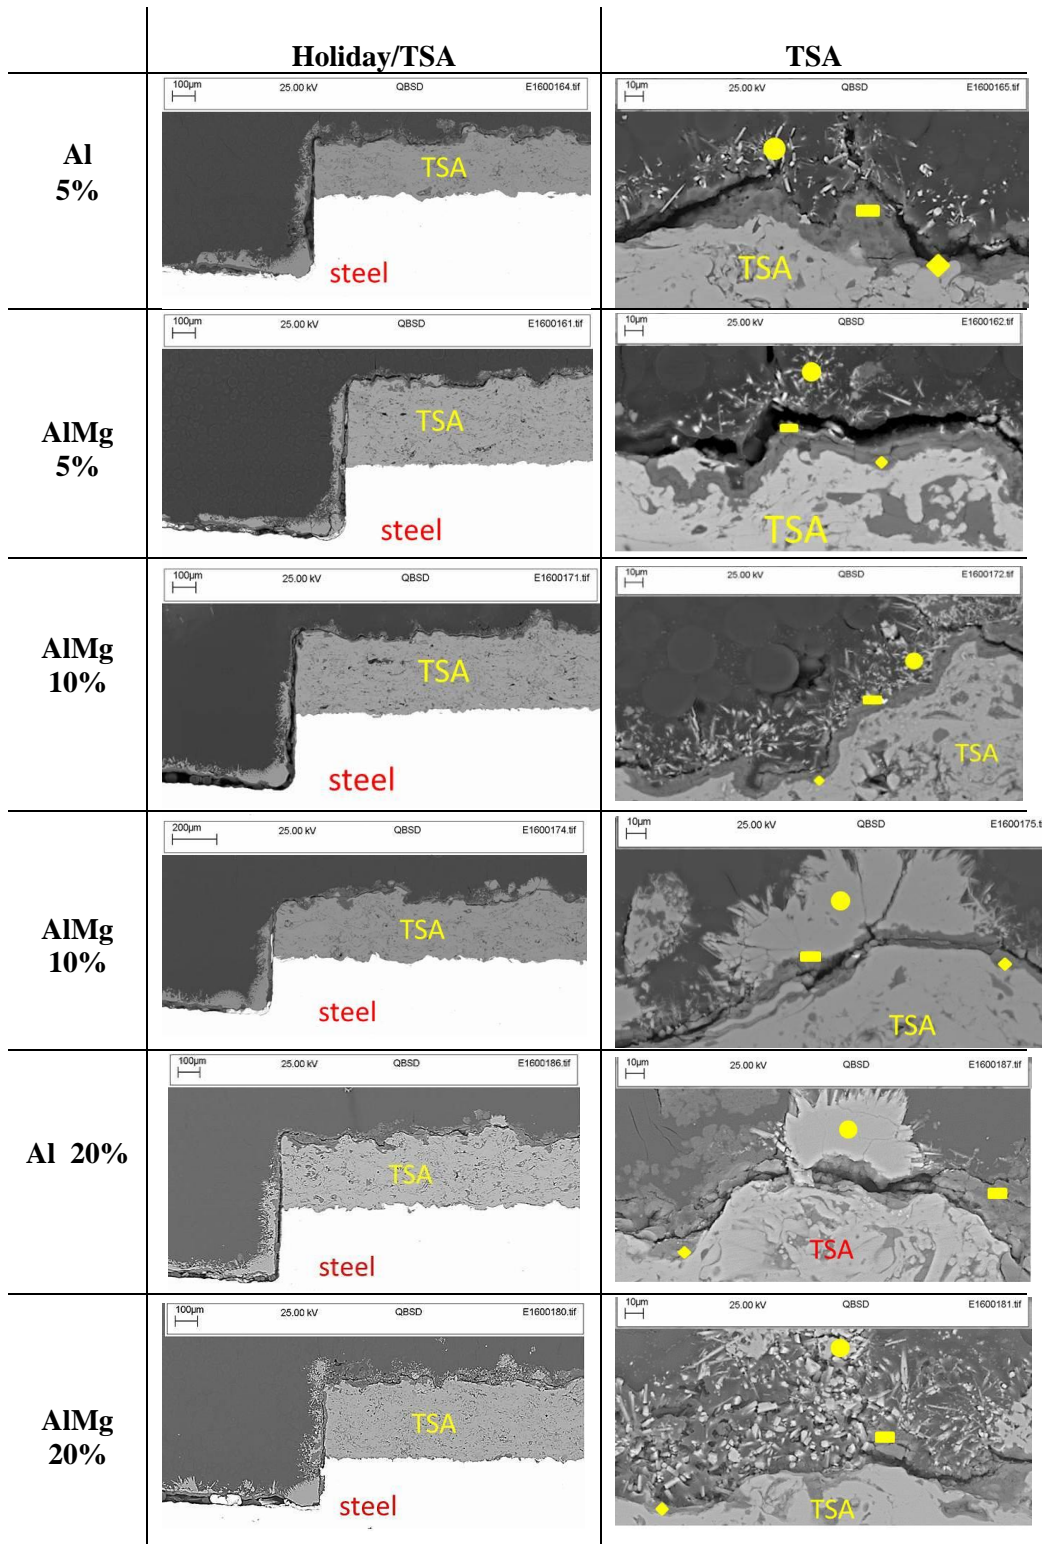 Holiday/TSA TSA
Al
5%
100µm 25.00 kV QBSD E1600164.tif
TSA
steel
10µm 25.00 kV QBSD E1600165.tif
TSA
AlMg
5%
100µm 25.00 kV QBSD E1600161.tif
TSA
steel
10µm 25.00 kV QBSD E1600162.tif
TSA
AlMg
10%
100µm 25.00 kV QBSD E1600171.tif
TSA
steel
10µm 25.00 kV QBSD E1600172.tif
TSA
AlMg
10%
200µm 25.00 kV QBSD E1600174.tif
TSA
steel
10µm 25.00 kV QBSD E1600175.t
TSA
Al 20%
100µm 25.00 kV QBSD E1600186.tif
TSA
steel
10µm 25.00 kV QBSD E1600187.tif
TSA
AlMg
20%
100µm 25.00 kV QBSD E1600180.tif
TSA
steel
10µm 25.00 kV QBSD E1600181.tif
TSA